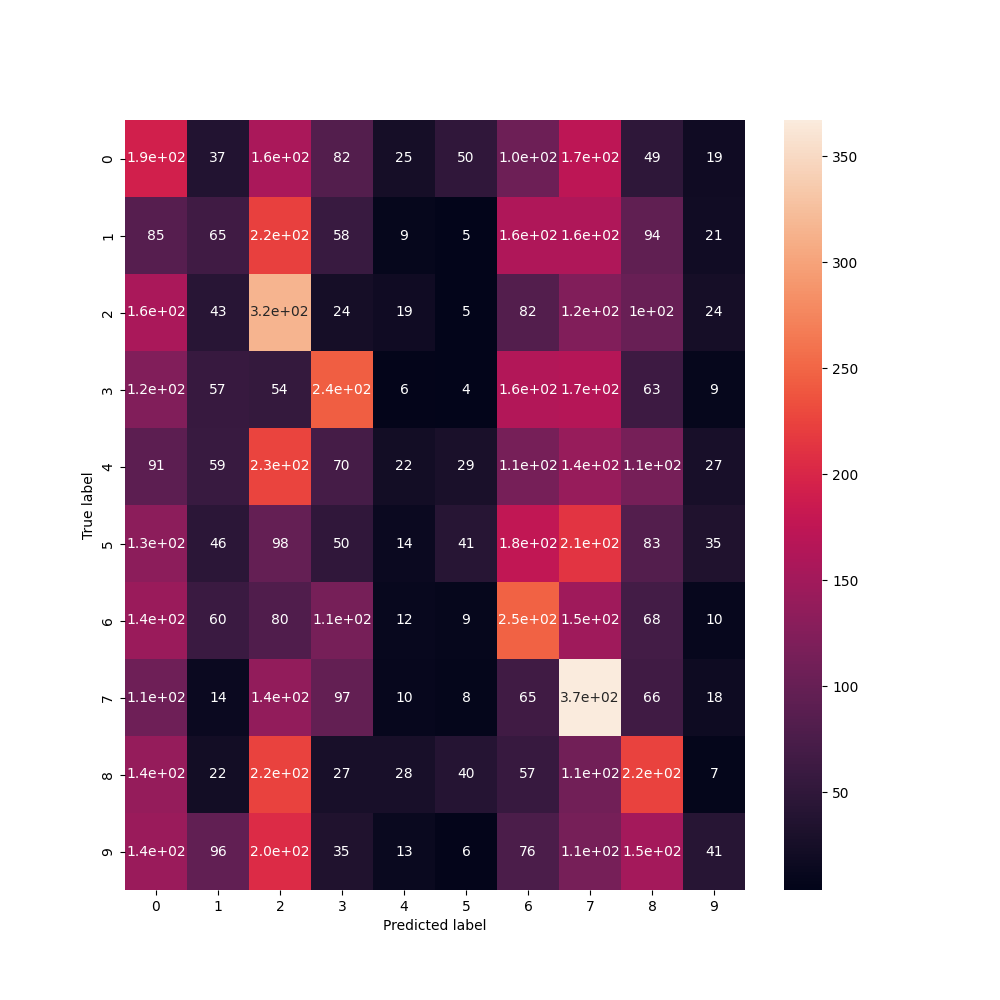 0 1.9e+02 37 1.6e+02 82 25 50 1.0e+02 1.7e+02 49 19
1 85 65 2.2e+02 58 9 5 1.6e+02 1.6e+02 94 21
2 1.6e+02 43 3.2e+02 24 19 5 82 1.2e+02 1e+02 24
3 1.2e+02 57 54 2.4e+02 6 4 1.6e+02 1.7e+02 63 9
4 91 59 2.3e+02 70 22 29 1.1e+02 1.4e+02 1.1e+02 27
5 1.3e+02 46 98 50 14 41 1.8e+02 2.1e+02 83 35
6 1.4e+02 60 80 1.1e+02 12 9 2.5e+02 1.5e+02 68 10
7 1.1e+02 14 1.4e+02 97 10 8 65 3.7e+02 66 18
8 1.4e+02 22 2.2e+02 27 28 40 57 1.1e+02 2.2e+02 7
9 1.4e+02 96 2.0e+02 35 13 6 76 1.1e+02 1.5e+02 41
0 1 2 3 4 5 6 7 8 9
Predicted label
True label
350
300
250
200
150
100
50